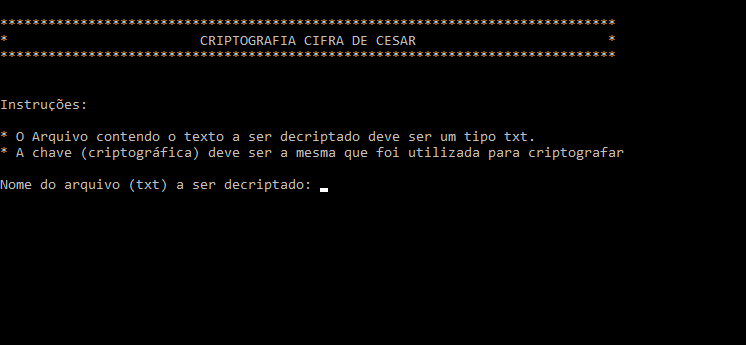 *****************************************************************************
* CRIPTOGRAFIA CIFRA DE CESAR *
*****************************************************************************
Instruções:
* O Arquivo contendo o texto a ser decriptado deve ser um tipo txt.
* A chave (criptográfica) deve ser a mesma que foi utilizada para criptografar
Nome do arquivo (txt) a ser decriptado: